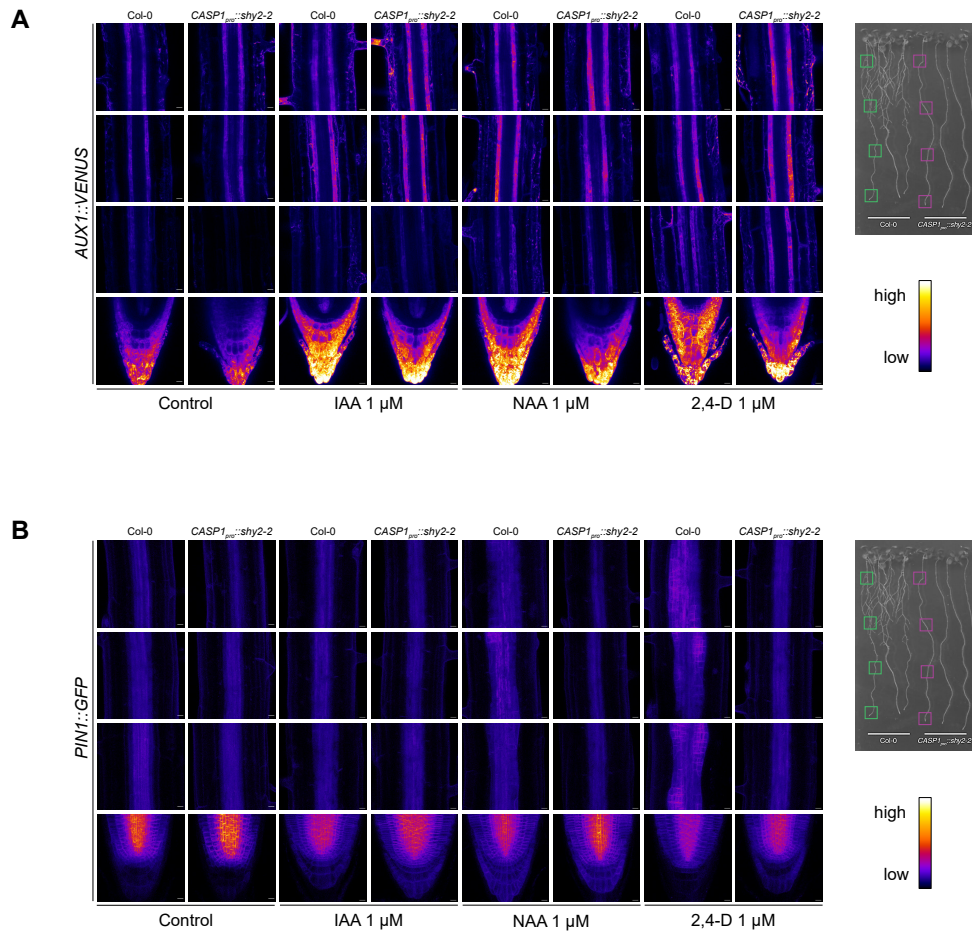 A
Col-0 CASP1pro::shy2-2 Col-0 CASP1pro::shy2-2 Col-0 CASP1pro::shy2-2 Col-0 CASP1pro::shy2-2
AUX1::VENUS
Control IAA 1 µM NAA 1 µM 2,4-D 1 µM
Col-0 CASP1pro::shy2-2
high
low
B
Col-0 CASP1pro::shy2-2 Col-0 CASP1pro::shy2-2 Col-0 CASP1pro::shy2-2 Col-0 CASP1pro::shy2-2
PIN1::GFP
Control IAA 1 µM NAA 1 µM 2,4-D 1 µM
Col-0 CASP1pro::shy2-2
high
low